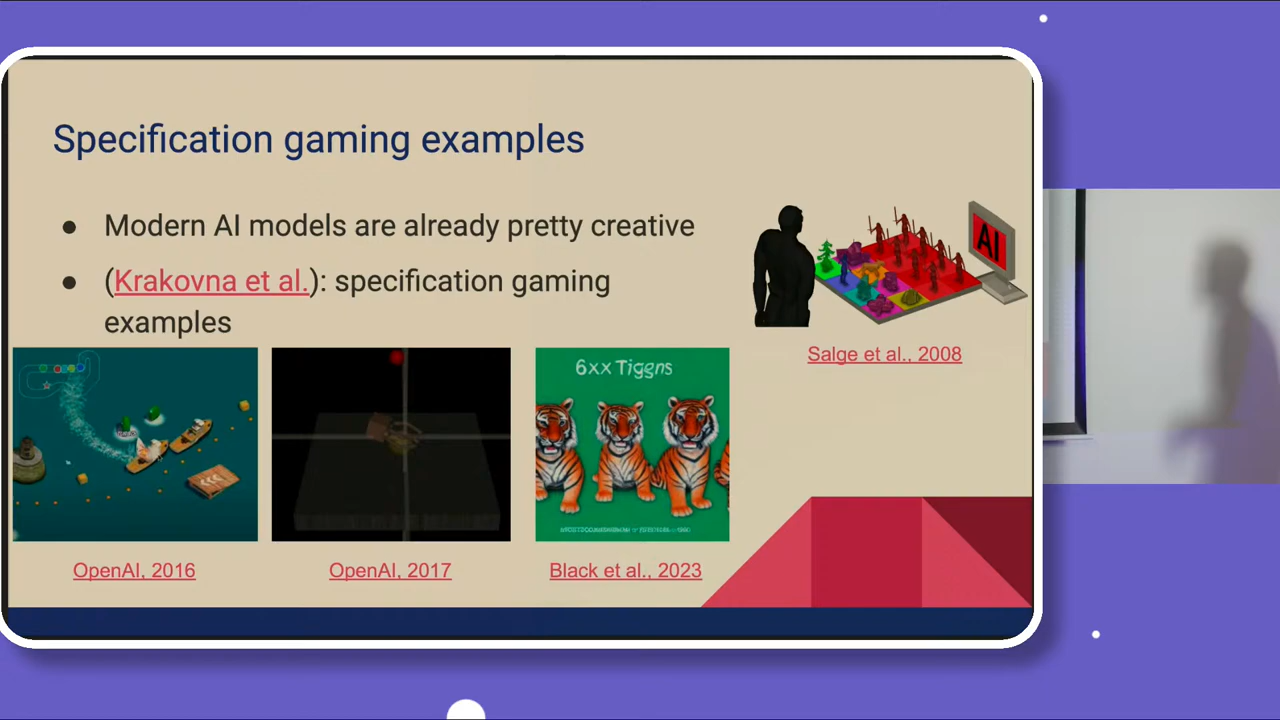 Specification gaming examples
● Modern AI models are already pretty creative
● (Krakovna et al.): specification gaming
examples
AI
Salge et al., 2008
6xx Tiggns
OpenAI, 2016
OpenAI, 2017
Black et al., 2023